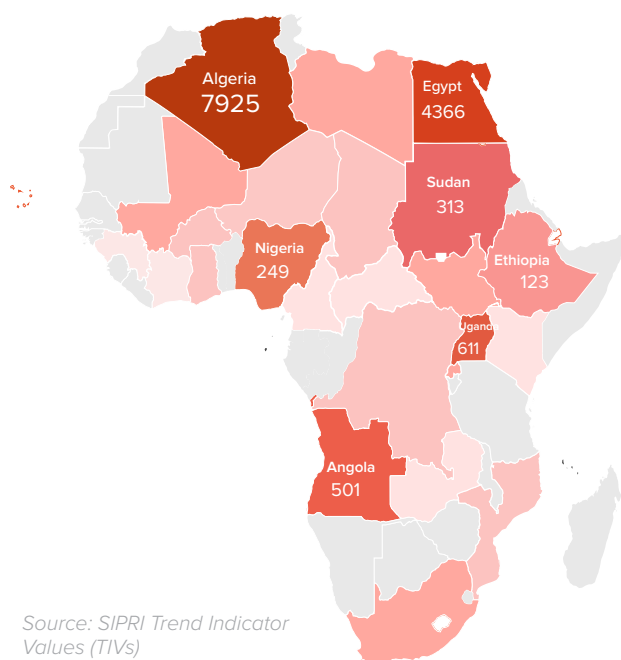 Algeria
7925
Egypt
4366
Sudan
313
Nigeria
249
Ethiopia
123
Uganda
611
Angola
501
Source: SIPRI Trend Indicator
Values (TIVs)